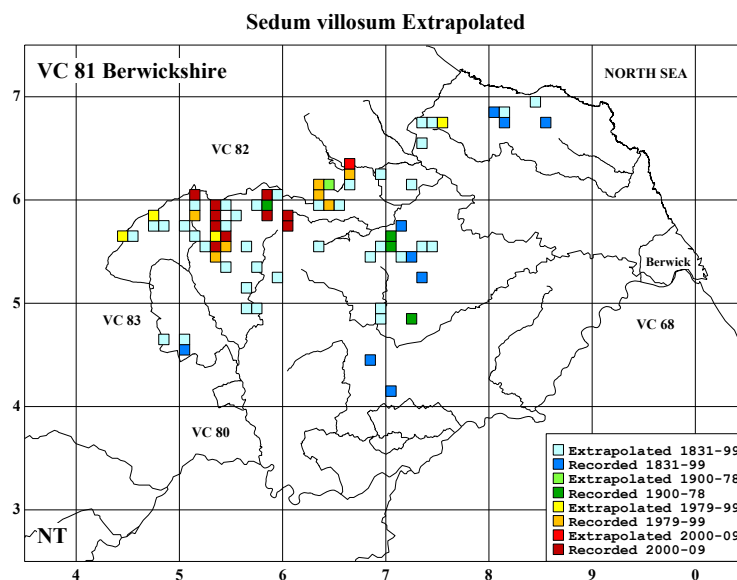 Sedum villosum Extrapolated
VC 81 Berwickshire
NORTH SEA
7
VC 82
6
Berwick
5
VC 83
VC 68
4
VC 80
Extrapolated 1831-99
Recorded 1831-99
Extrapolated 1900-78
Recorded 1900-78
Extrapolated 1979-99
Recorded 1979-99
Extrapolated 2000-09
Recorded 2000-09
3
NT
4 5 6 7 8 9 0